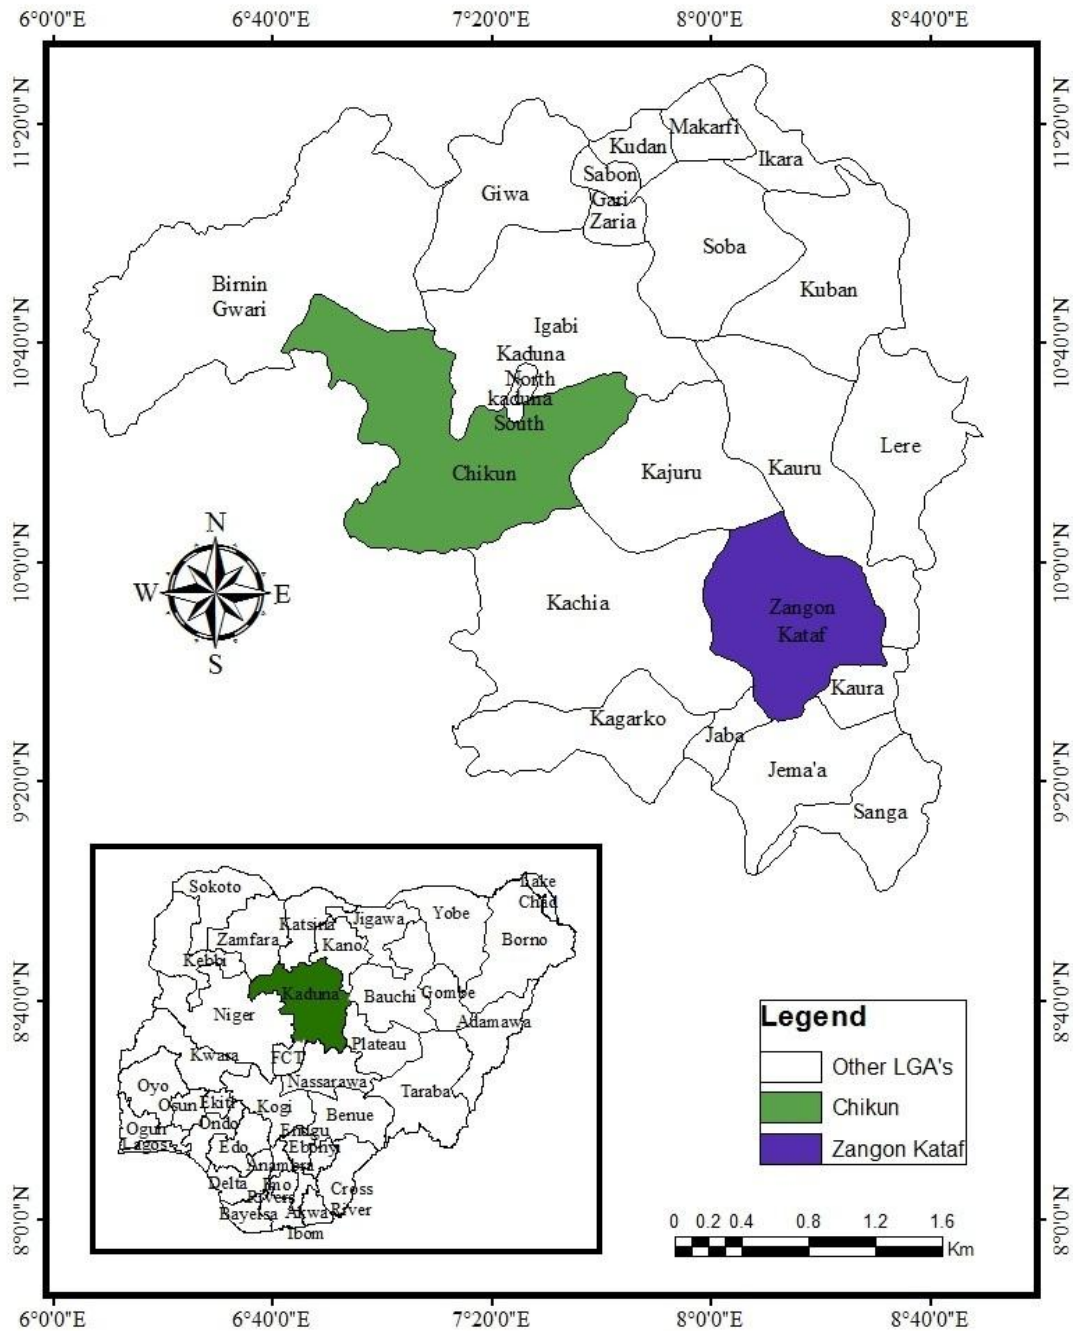 6°0'0"E 6°40'0"E 7°20'0"E 8°0'0"E 8°40'0"E
11°20'0"N
11°20'0"N
10°40'0"N
10°40'0"N
10°0'0"N
10°0'0"N
9°20'0"N
9°20'0"N
8°40'0"N
8°40'0"N
8°0'0"N
8°0'0"N
Makarfi
Kudan
Ikara
Sabon
Gari
Giwa
Zaria
Soba
Birnin
Gwari
Kuban
Igabi
Kaduna
North
kaduna
South
Chikun
Kajuru
Kauru
Lere
N
W
E
S
Kachia
Zangon
Kataf
Kaura
Kagarko
Jaba
Jema'a
Sanga
Sokoto
Lake
Chad
Katsina
Jigawa
Yobe
Zamfara
Kano
Borno
Kebbi
Kaduna
Bauchi
Gombe
Niger
Adamawa
Plateau
Kwara
FCT
Nassarawa
Taraba
Oyo
Osun
Ekiti
Kogi
Benue
Ogun
Ondo
Enugu
Lagos
Edo
Ebonyi
Anambra
Delta
Imo
Cross
River
Rivers
Bayelsa
Akwa
Ibom
Legend
Other LGA's
Chikun
Zangon Kataf
0 0.2 0.4 0.8 1.2 1.6
Km
6°0'0"E 6°40'0"E 7°20'0"E 8°0'0"E 8°40'0"E